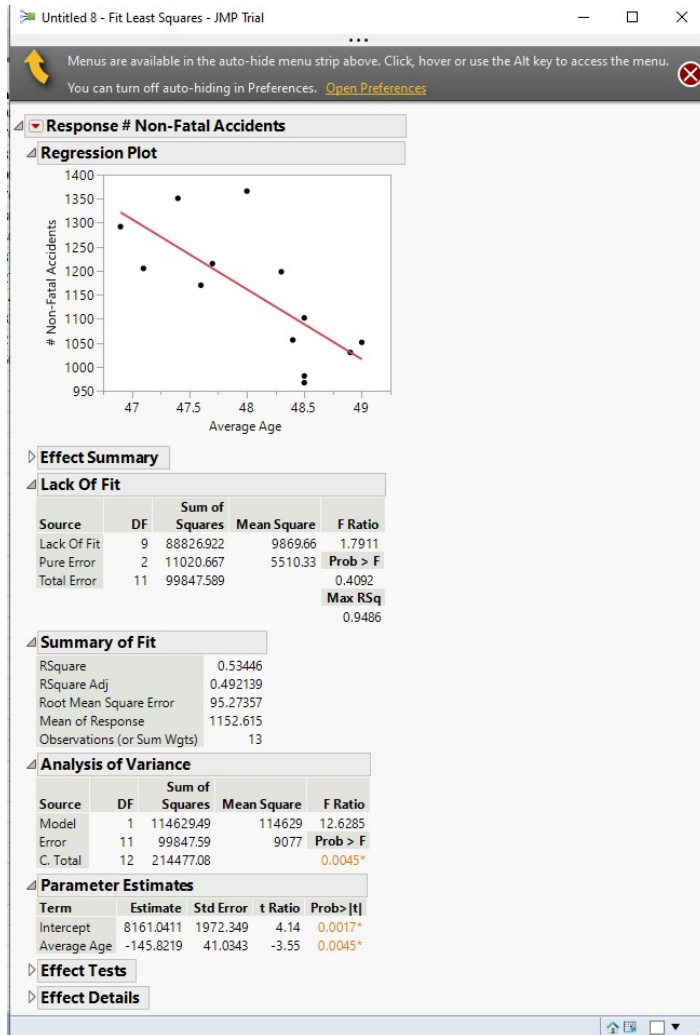 Untitled 8 - Fit Least Squares - JMP Trial
Menus are available in the auto-hide menu strip above. Click, hover or use the Alt key to access the menu.
You can turn off auto-hiding in Preferences. Open Preferences
Response # Non-Fatal Accidents
Regression Plot
1400
1350
1300
1250
1200
1150
1100
1050
1000
950
# Non-Fatal Accidents
47 47.5 48 48.5 49
Average Age
Effect Summary
Lack Of Fit
Sum of
Source DF Squares Mean Square F Ratio
Lack Of Fit 9 88826.922 9869.66 1.7911
Pure Error 2 11020.667 5510.33 Prob > F
Total Error 11 99847.589 0.4092
Max RSq
0.9486
Summary of Fit
RSquare 0.53446
RSquare Adj 0.492139
Root Mean Square Error 95.27357
Mean of Response 1152.615
Observations (or Sum Wgts) 13
Analysis of Variance
Sum of
Source DF Squares Mean Square F Ratio
Model 1 114629.49 114629 12.6285
Error 11 99847.59 9077 Prob > F
C. Total 12 214477.08 0.0045*
Parameter Estimates
Term Estimate Std Error t Ratio Prob>|t|
Intercept 8161.0411 1972.349 4.14 0.0017*
Average Age -145.8219 41.0343 -3.55 0.0045*
Effect Tests
Effect Details